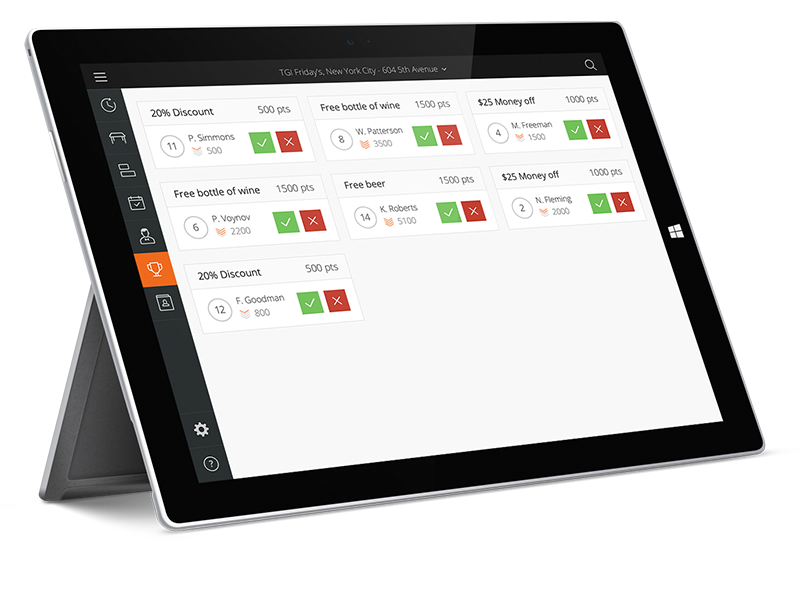 TGI Friday's, New York City - 604 5th Avenue
20% Discount 500 pts
11 P. Simmons
500
Free bottle of wine 1500 pts
8 W. Patterson
3500
$25 Money off 1000 pts
4 M. Freeman
1500
Free bottle of wine 1500 pts
6 P. Voynov
2200
Free beer 1500 pts
14 K. Roberts
5100
$25 Money off 1000 pts
2 N. Fleming
2000
20% Discount 500 pts
12 F. Goodman
800
?